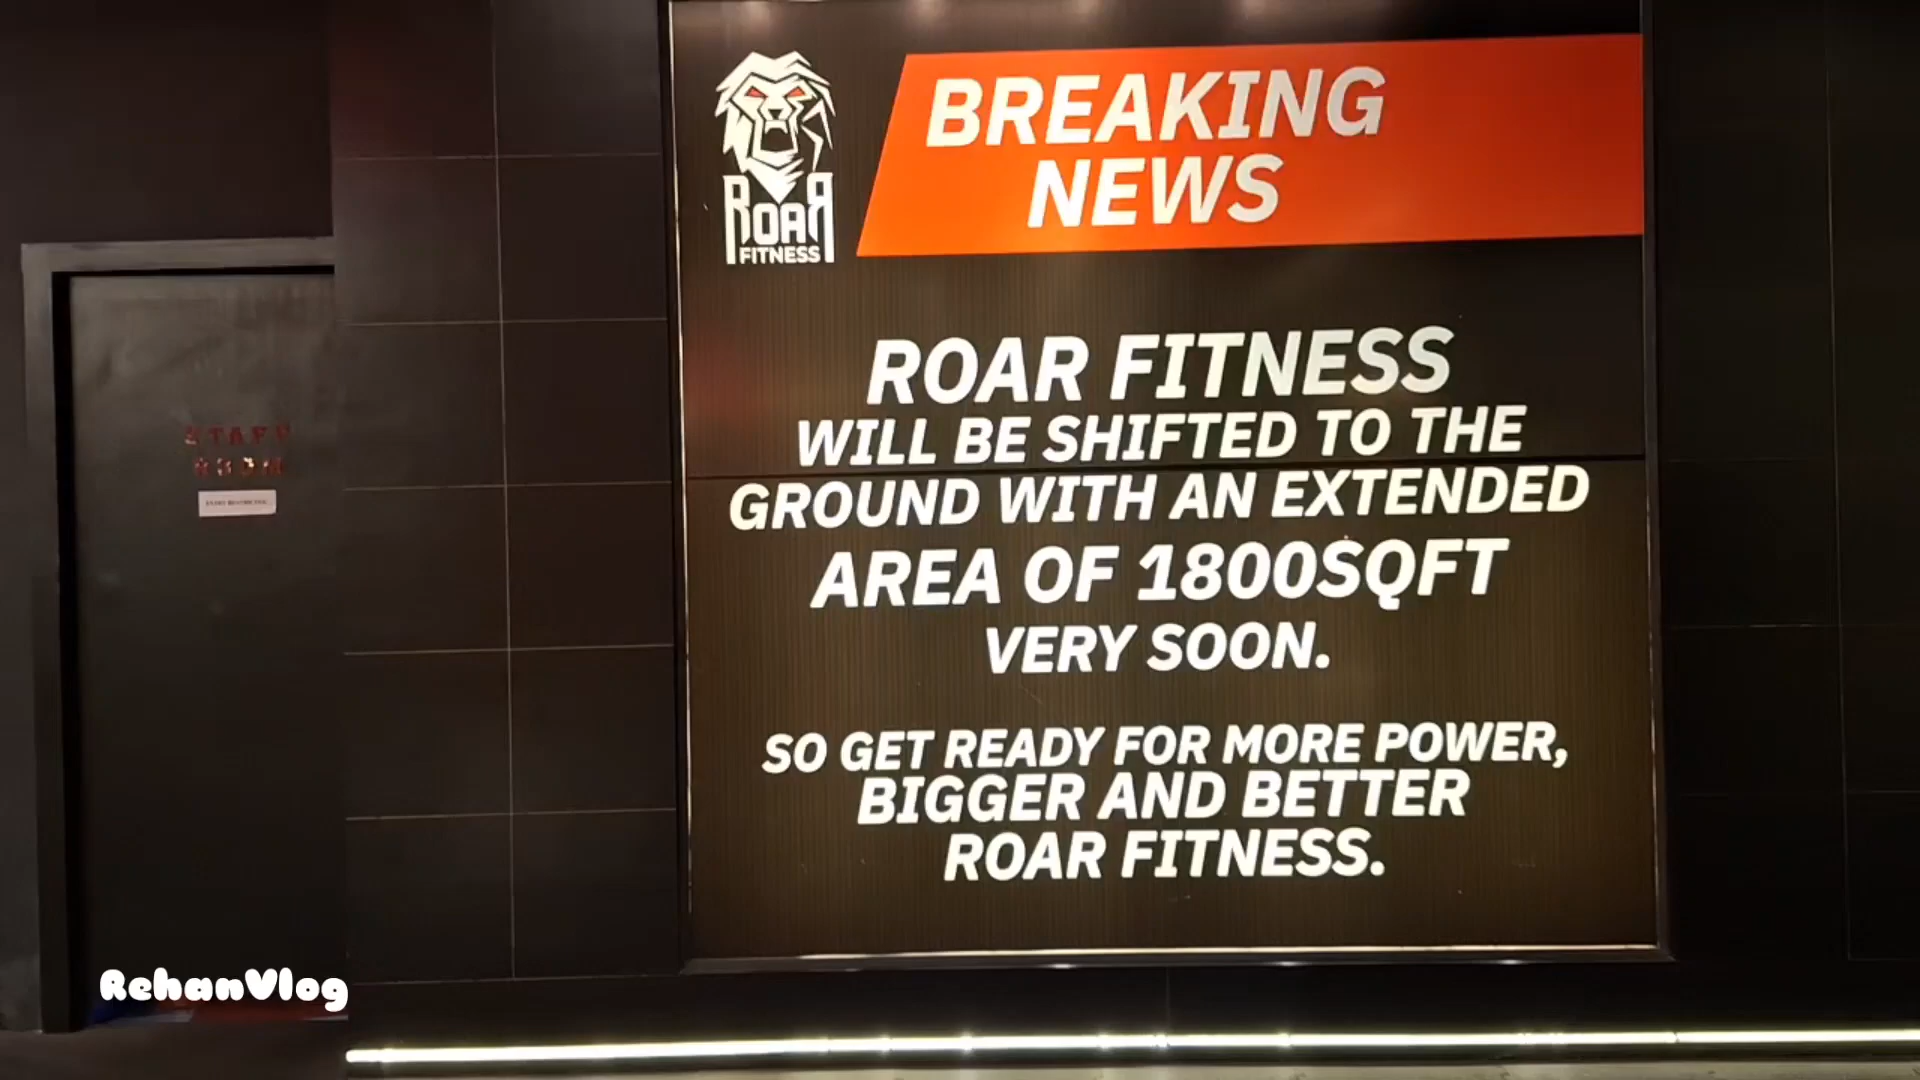 BREAKING
NEWS
ROAR
FITNESS
ROAR FITNESS
WILL BE SHIFTED TO THE
GROUND WITH AN EXTENDED
AREA OF 1800SQFT
VERY SOON.
SO GET READY FOR MORE POWER,
BIGGER AND BETTER
ROAR FITNESS.
STAFF
ROOM
RehanVlog